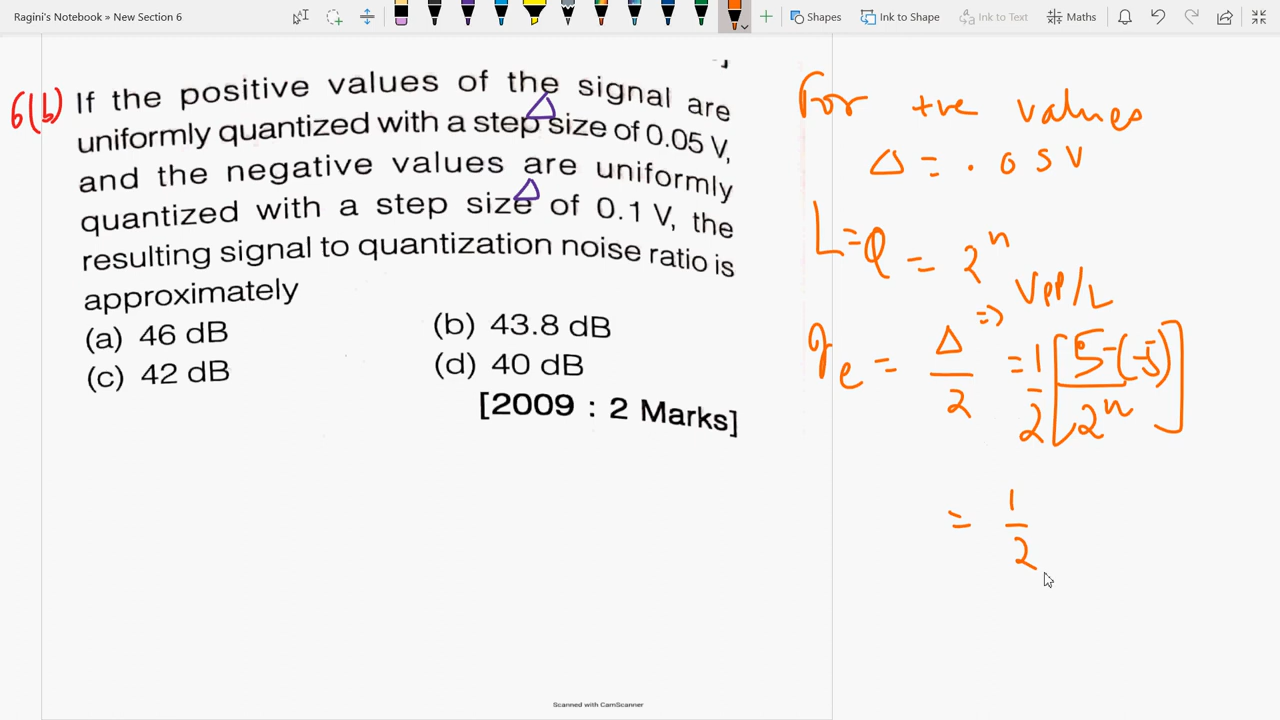 Ragini's Notebook » New Section 6
Shapes
Ink to Shape
Ink to Text
Maths
6(b) If the positive values of the signal are
uniformly quantized with a step size of 0.05 V,
and the negative values are uniformly
quantized with a step size of 0.1 V, the
resulting signal to quantization noise ratio is
approximately
(a) 46 dB
(b) 43.8 dB
(c) 42 dB
(d) 40 dB
[2009 : 2 Marks]
Δ
Δ
For +ve values
Δ = .05V
L=Q = 2^n
=> Vpp/L
qe = Δ/2 = 1/2 [5-(-5)/2^n]
= 1/2
Scanned with CamScanner